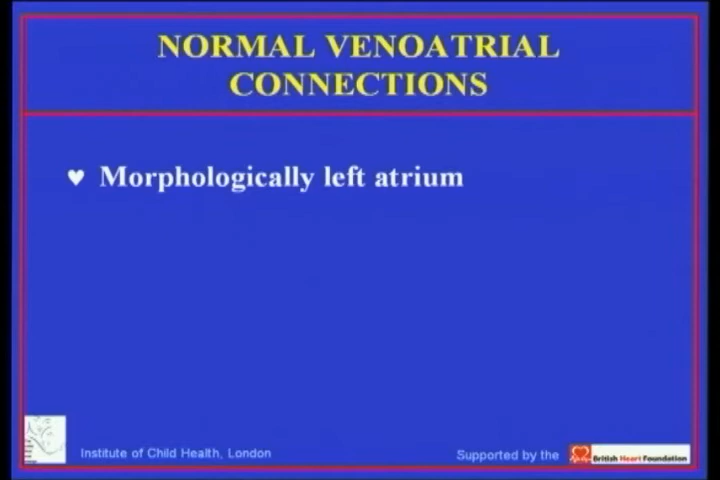 NORMAL VENOATRIAL
CONNECTIONS
Morphologically left atrium
Institute of Child Health, London
Supported by the
British Heart Foundation